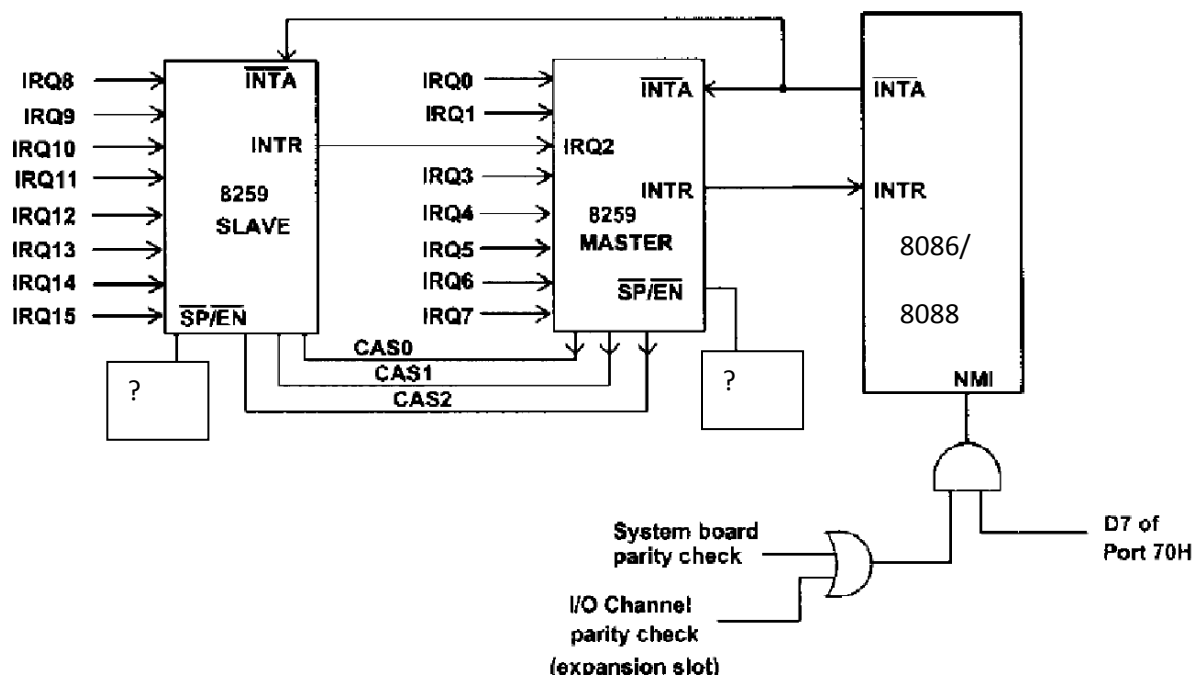 IRQ8
IRQ9
IRQ10
IRQ11
IRQ12
IRQ13
IRQ14
IRQ15
INTA
INTR
8259
SLAVE
SP/EN
?
IRQ0
IRQ1
IRQ2
IRQ3
IRQ4
IRQ5
IRQ6
IRQ7
INTA
INTR
8259
MASTER
SP/EN
?
CAS0
CAS1
CAS2
INTA
INTR
8086/
8088
NMI
D7 of
Port 70H
System board
parity check
I/O Channel
parity check
(expansion slot)